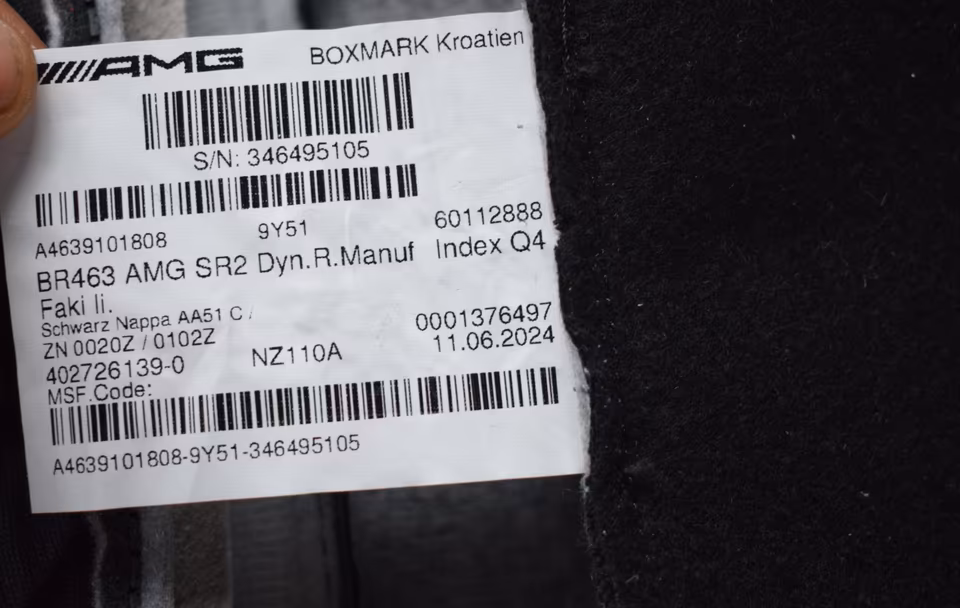 AMG BOXMARK Kroatien
S/N: 346495105
A4639101808 9Y51 60112888
BR463 AMG SR2 Dyn.R.Manuf Index Q4
Faki li.
Schwarz Nappa AA51 C /
ZN 0020Z / 0102Z 0001376497
402726139-0 NZ110A 11.06.2024
MSF.Code:
A4639101808-9Y51-346495105